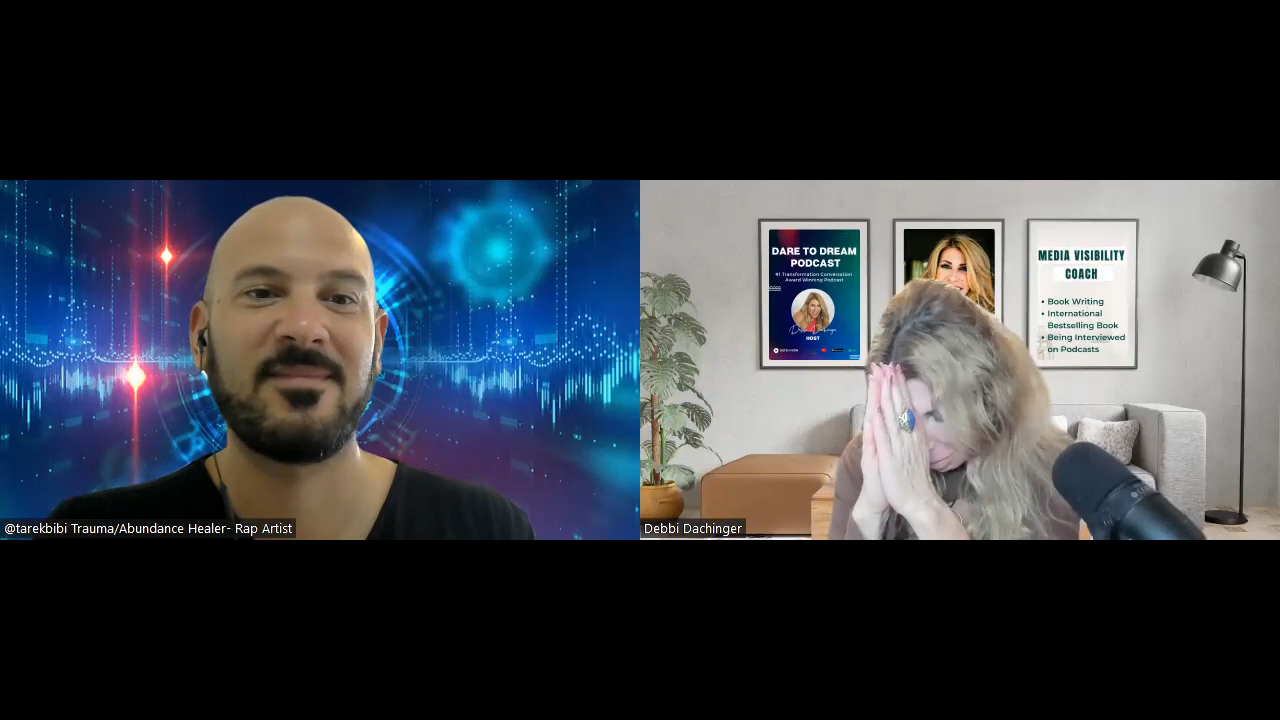 DARE TO DREAM
PODCAST
#1 Transformation Conversation
Award Winning Podcast
HOST
MEDIA VISIBILITY
COACH
• Book Writing
• International
Bestselling Book
• Being Interviewed
on Podcasts
@tarekbibi Trauma/Abundance Healer- Rap Artist
Debbi Dachinger